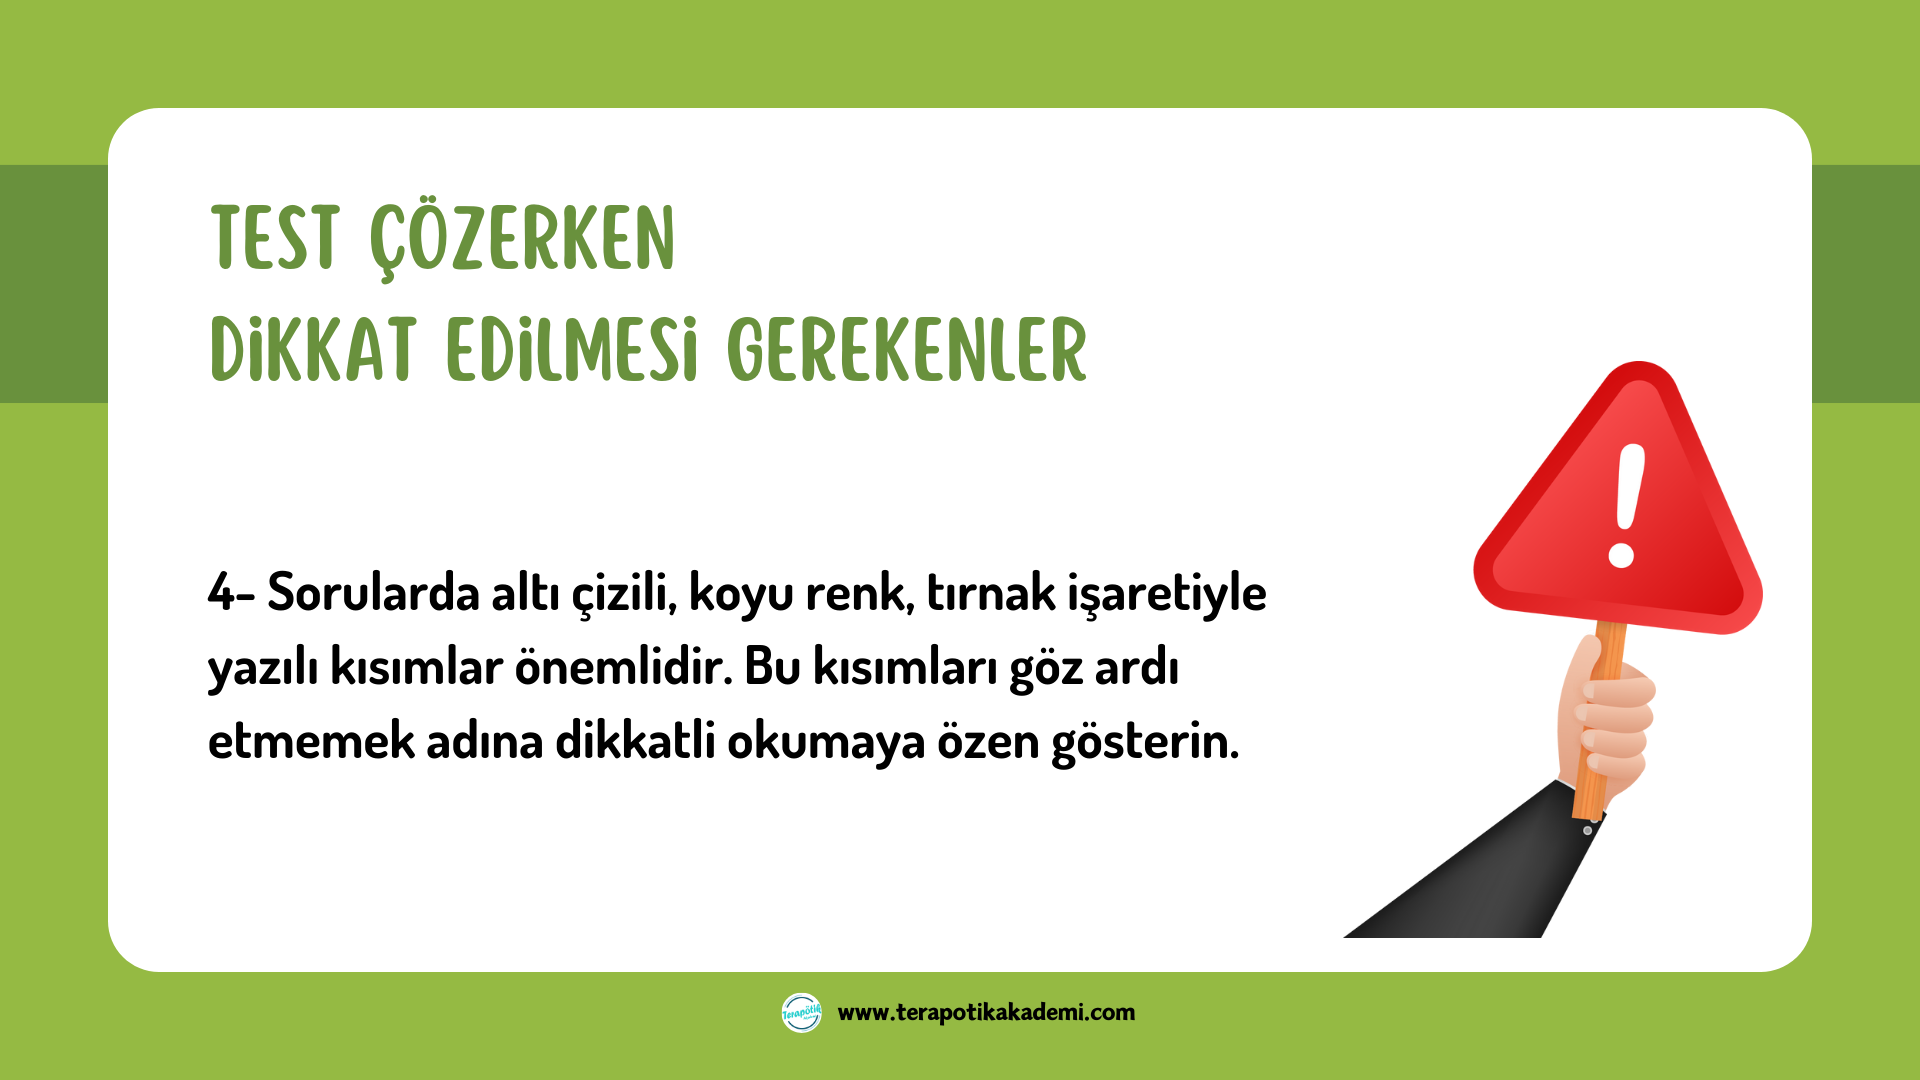 TEST ÇÖZERKEN
DİKKAT EDİLMESİ GEREKENLER
4- Sorularda altı çizili, koyu renk, tırnak işaretiyle
yazılı kısımlar önemlidir. Bu kısımları göz ardı
etmemek adına dikkatli okumaya özen gösterin.
Terapötik
www.terapotikakademi.com